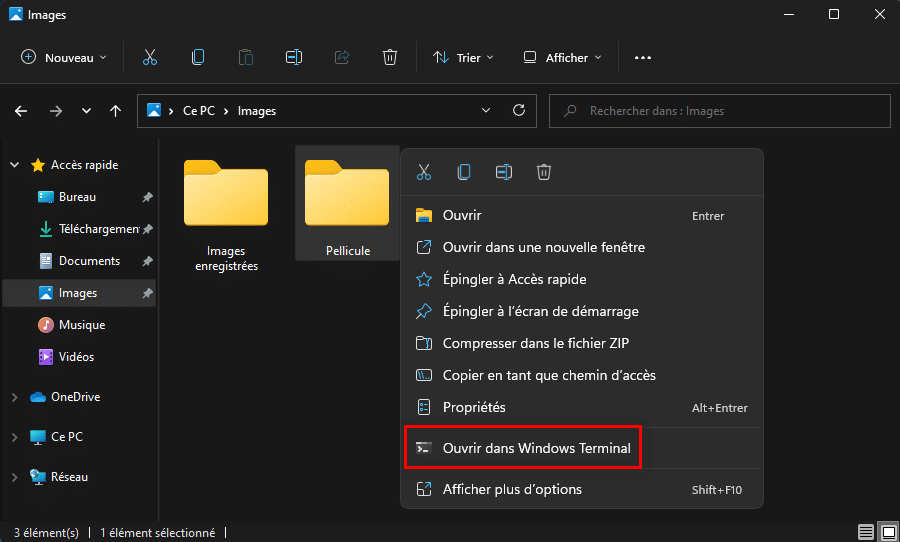 Images
Nouveau
Trier
Afficher
Ce PC
Images
Rechercher dans : Images
Accès rapide
Bureau
Téléchargemen
Documents
Images
Musique
Vidéos
OneDrive
Ce PC
Réseau
Images
enregistrées
Pellicule
Ouvrir Entrer
Ouvrir dans une nouvelle fenêtre
Épingler à Accès rapide
Épingler à l’écran de démarrage
Compresser dans le fichier ZIP
Copier en tant que chemin d’accès
Propriétés Alt+Entrer
Ouvrir dans Windows Terminal
Afficher plus d’options Shift+F10
3 élément(s) 1 élément sélectionné